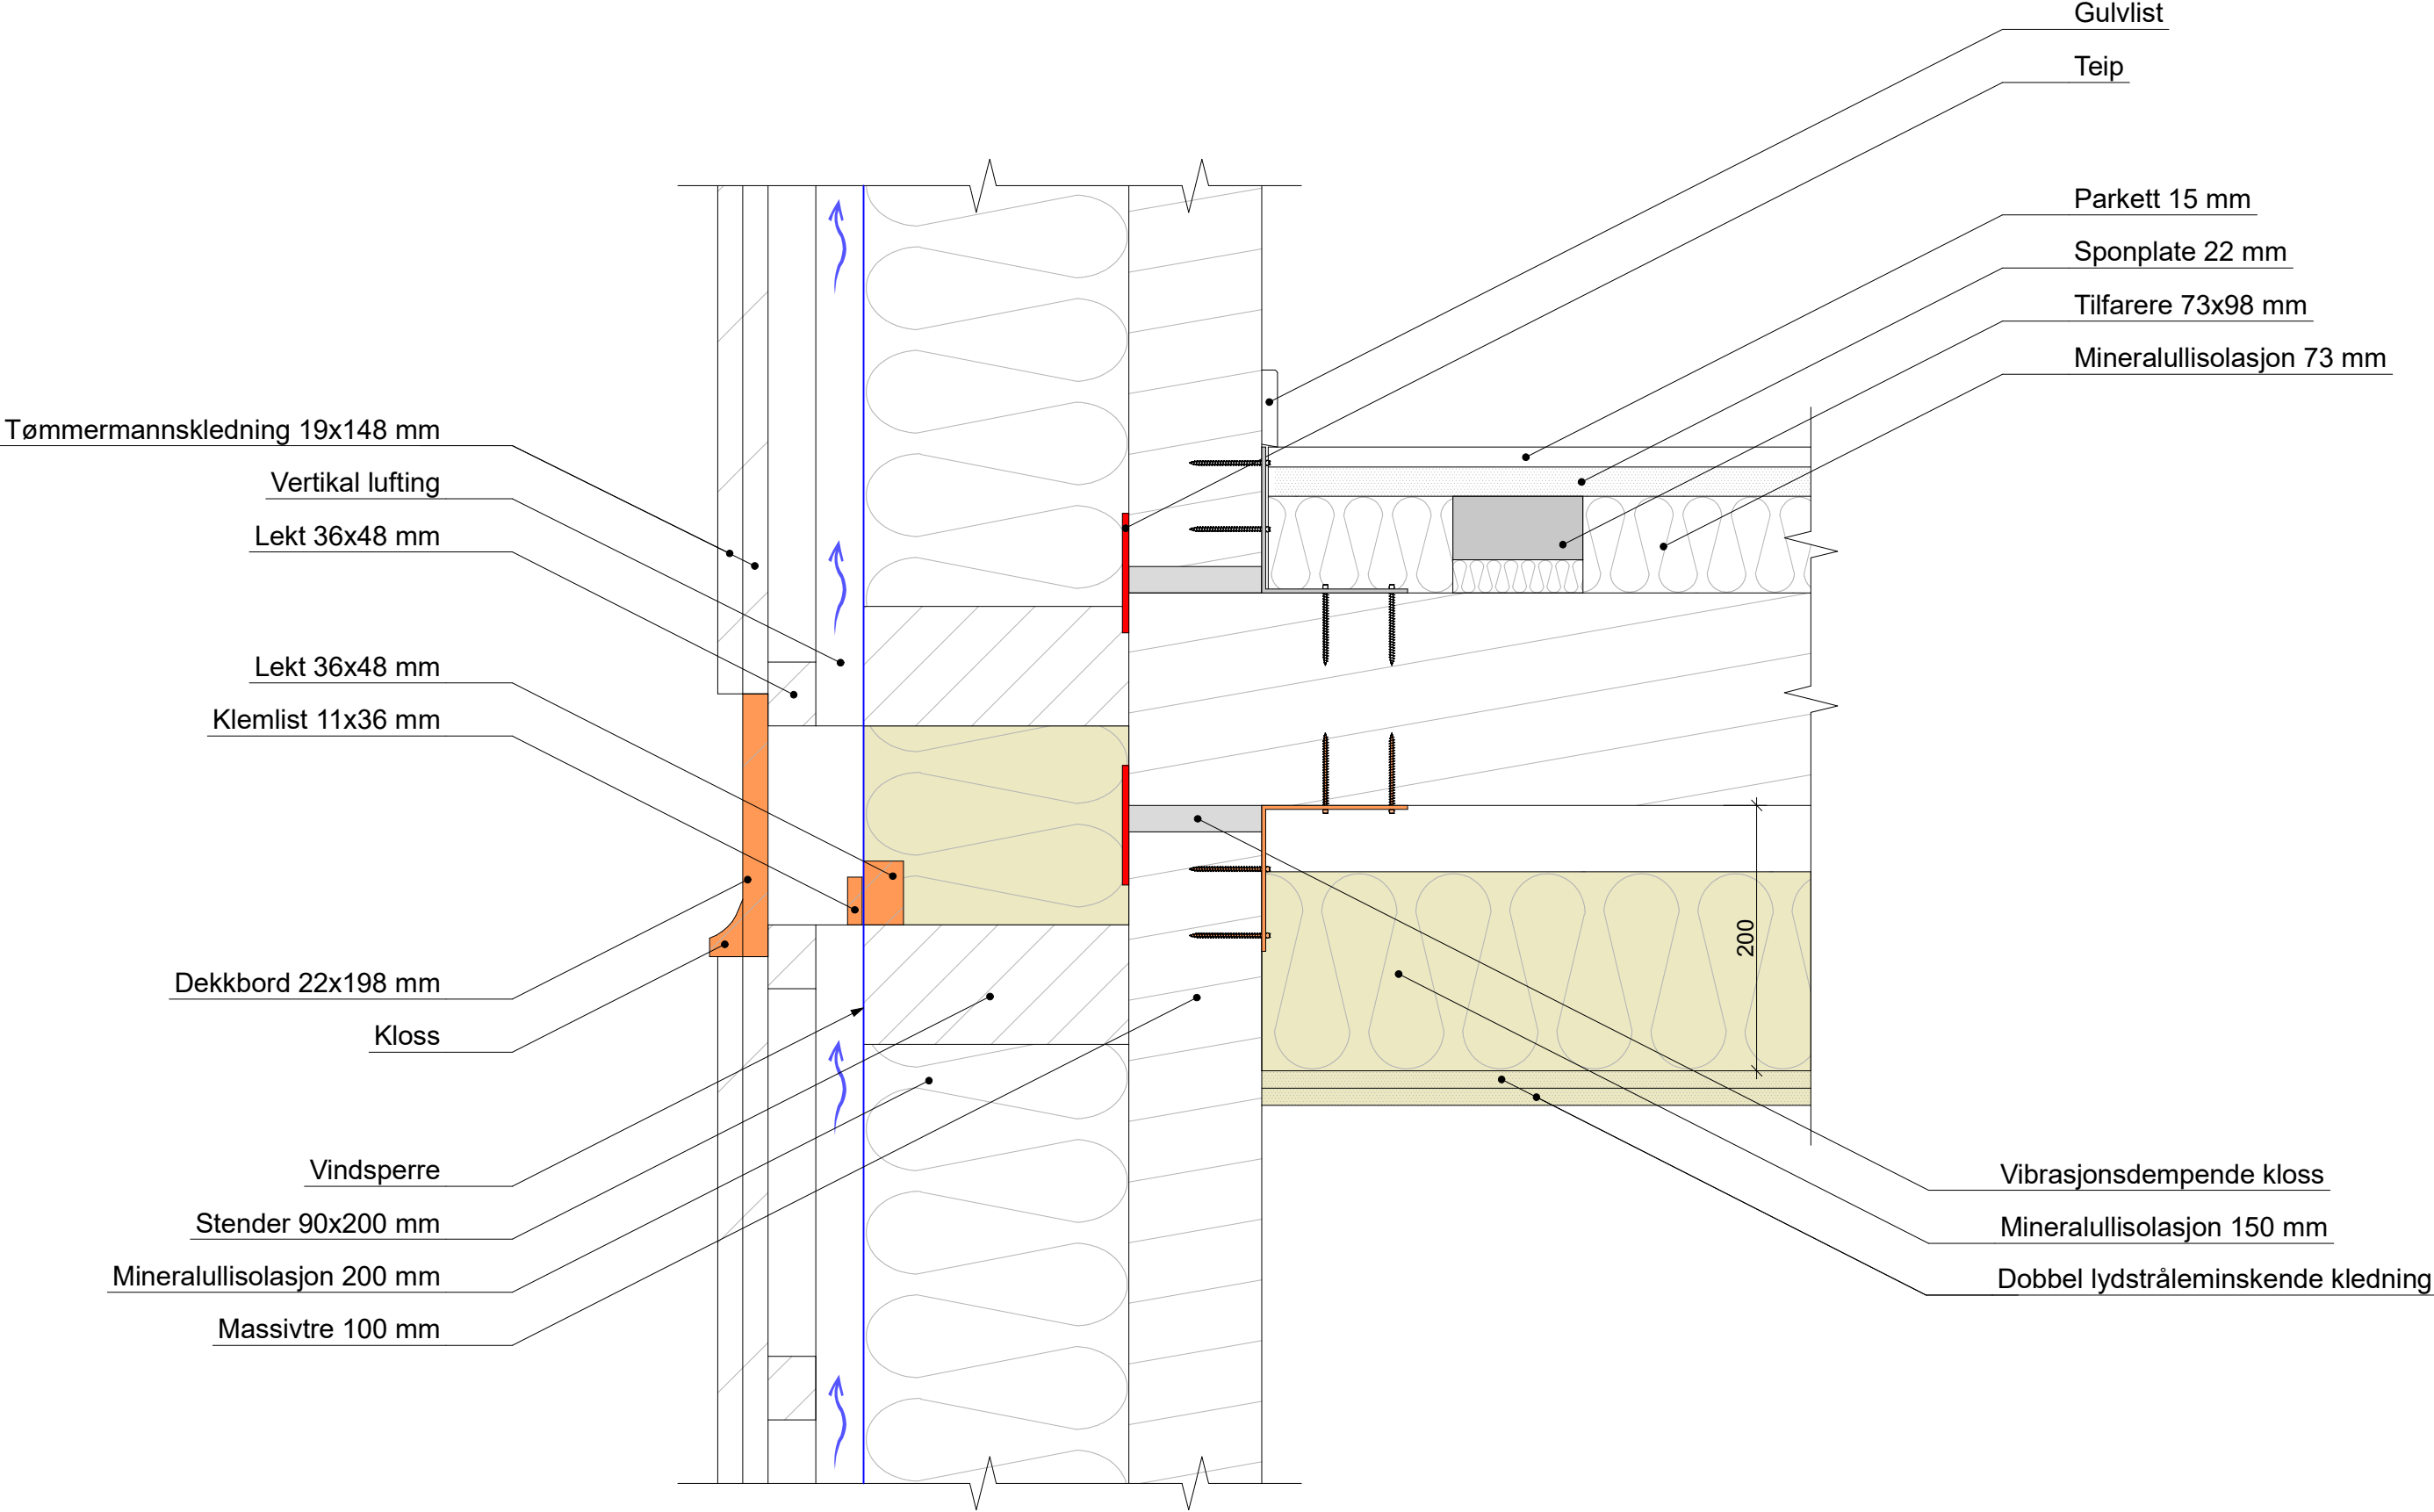 Gulvlist
Teip
Parkett 15 mm
Sponplate 22 mm
Tilfarere 73x98 mm
Mineralullisolasjon 73 mm
Tømmermannskledning 19x148 mm
Vertikal lufting
Lekt 36x48 mm
Lekt 36x48 mm
Klemlist 11x36 mm
Dekkbord 22x198 mm
Kloss
Vindsperre
Stender 90x200 mm
Mineralullisolasjon 200 mm
Massivtre 100 mm
200
Vibrasjonsdempende kloss
Mineralullisolasjon 150 mm
Dobbel lydstråleminskende kledning